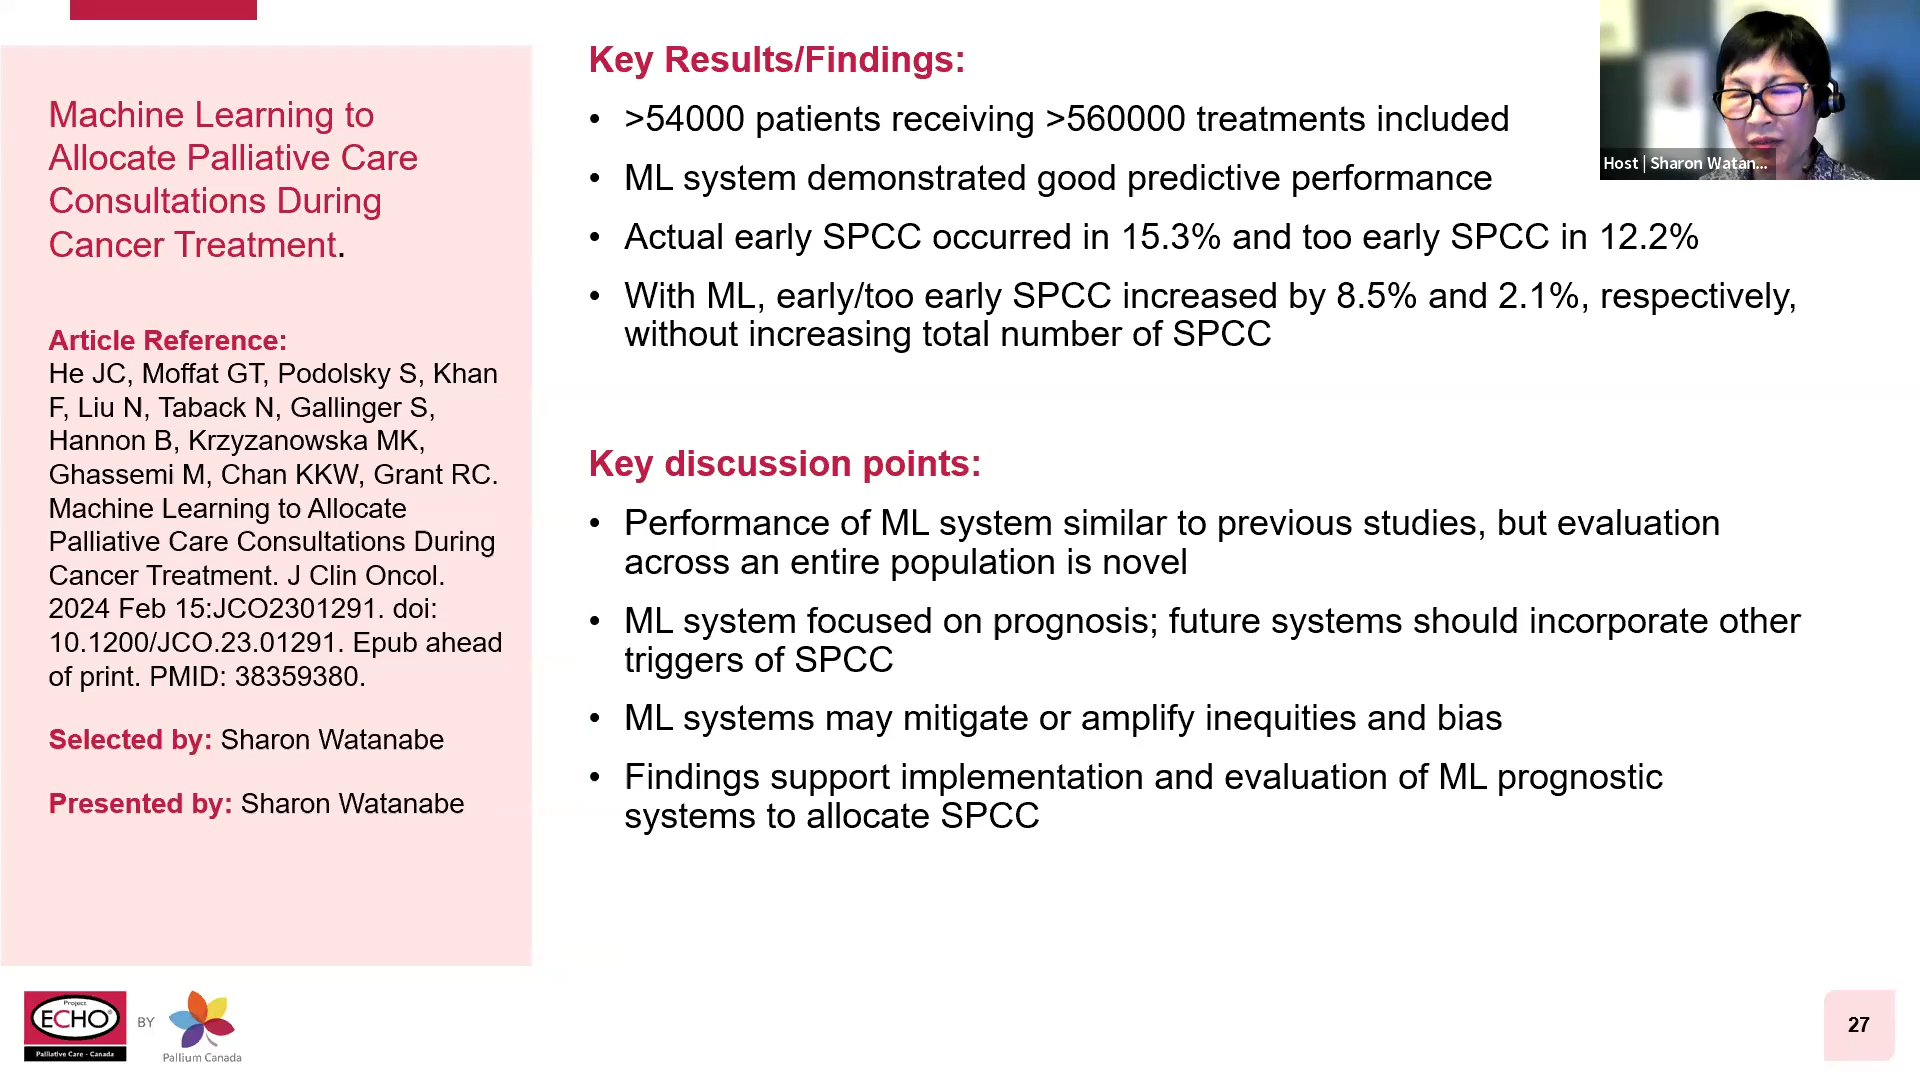 Machine Learning to
Allocate Palliative Care
Consultations During
Cancer Treatment.
Article Reference:
He JC, Moffat GT, Podolsky S, Khan
F, Liu N, Taback N, Gallinger S,
Hannon B, Krzyzanowska MK,
Ghassemi M, Chan KKW, Grant RC.
Machine Learning to Allocate
Palliative Care Consultations During
Cancer Treatment. J Clin Oncol.
2024 Feb 15:JCO2301291. doi:
10.1200/JCO.23.01291. Epub ahead
of print. PMID: 38359380.
Selected by: Sharon Watanabe
Presented by: Sharon Watanabe
Key Results/Findings:
• >54000 patients receiving >560000 treatments included
• ML system demonstrated good predictive performance
• Actual early SPCC occurred in 15.3% and too early SPCC in 12.2%
• With ML, early/too early SPCC increased by 8.5% and 2.1%, respectively,
without increasing total number of SPCC
Key discussion points:
• Performance of ML system similar to previous studies, but evaluation
across an entire population is novel
• ML system focused on prognosis; future systems should incorporate other
triggers of SPCC
• ML systems may mitigate or amplify inequities and bias
• Findings support implementation and evaluation of ML prognostic
systems to allocate SPCC
Host | Sharon Watan...
Project
ECHO®
Palliative Care - Canada
BY
Pallium Canada
27